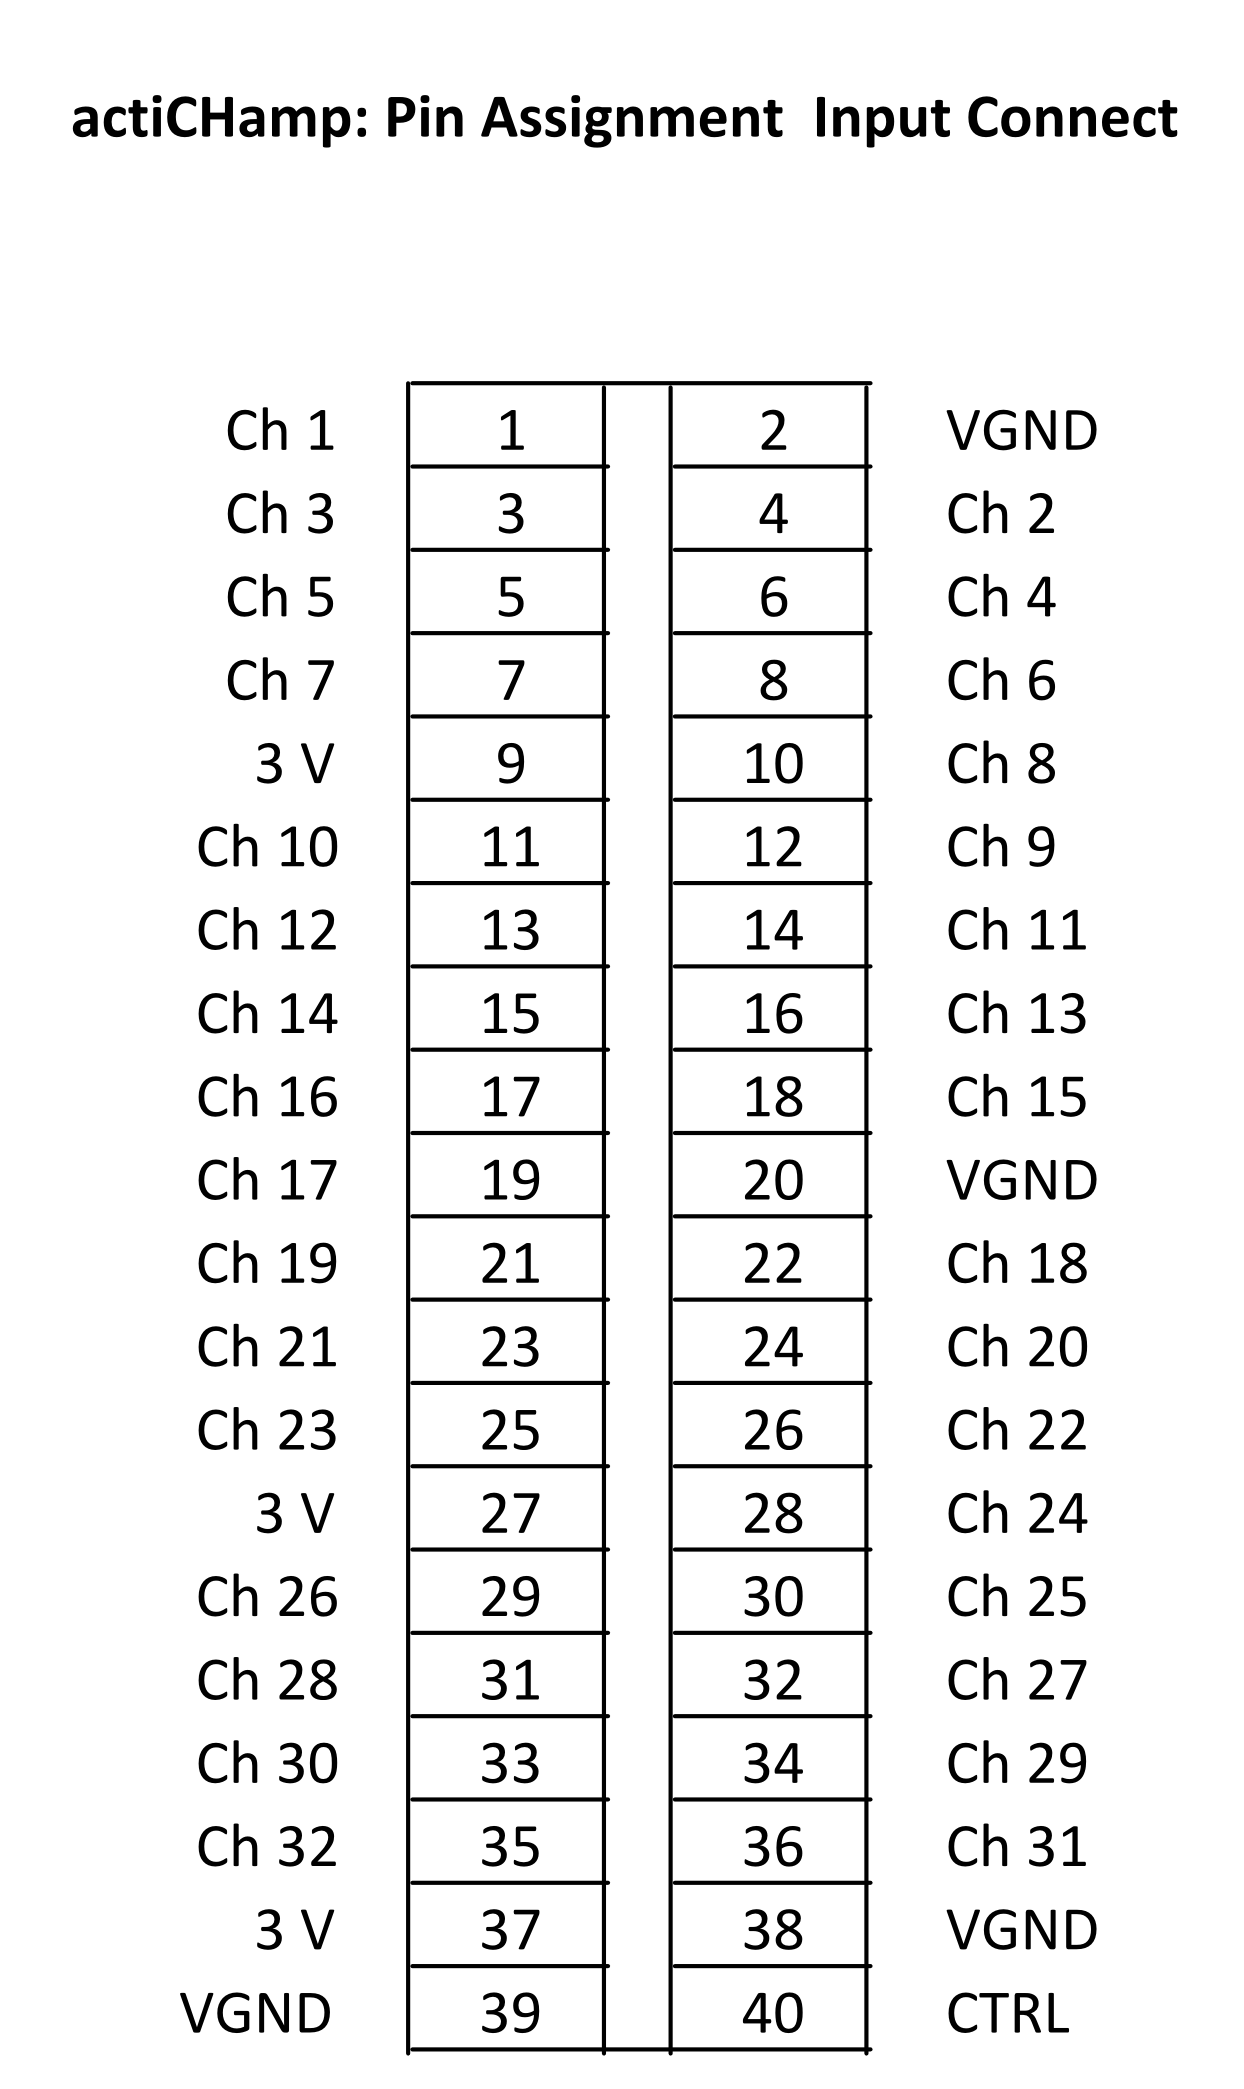 actiCHamp: Pin Assignment  Input Connect
Ch 1 1 2 VGND
Ch 3 3 4 Ch 2
Ch 5 5 6 Ch 4
Ch 7 7 8 Ch 6
3 V 9 10 Ch 8
Ch 10 11 12 Ch 9
Ch 12 13 14 Ch 11
Ch 14 15 16 Ch 13
Ch 16 17 18 Ch 15
Ch 17 19 20 VGND
Ch 19 21 22 Ch 18
Ch 21 23 24 Ch 20
Ch 23 25 26 Ch 22
3 V 27 28 Ch 24
Ch 26 29 30 Ch 25
Ch 28 31 32 Ch 27
Ch 30 33 34 Ch 29
Ch 32 35 36 Ch 31
3 V 37 38 VGND
VGND 39 40 CTRL